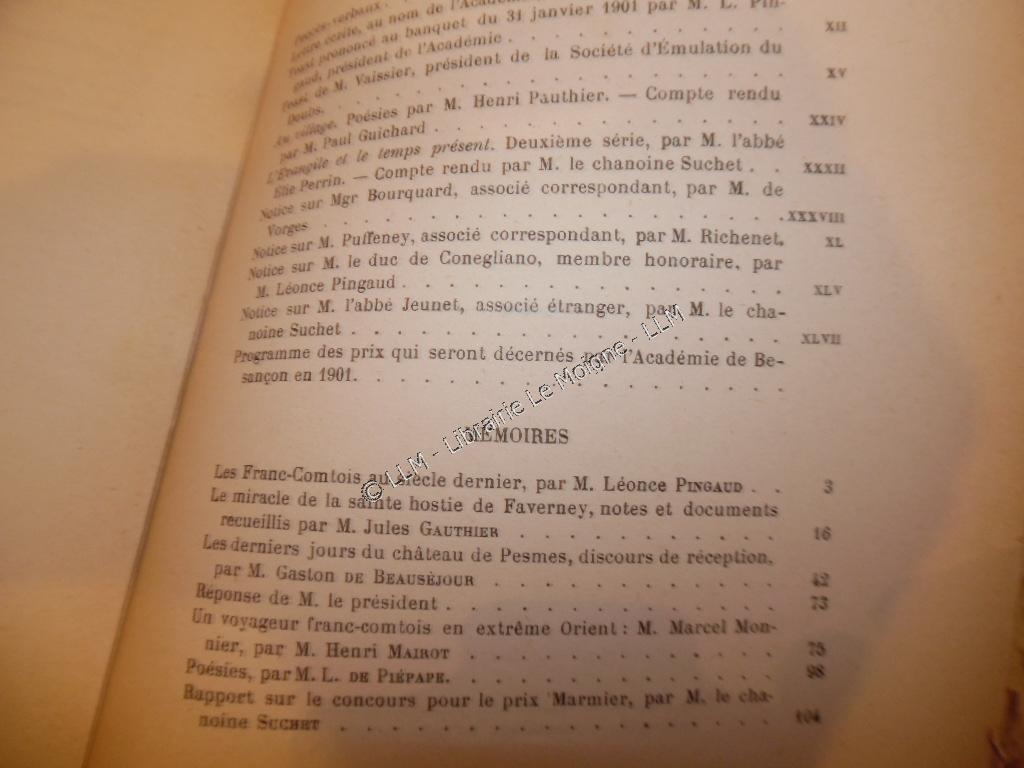 Procès-verbaux . . .
Lettre écrite, au nom de l'Académie
Toast prononcé au banquet du 31 janvier 1901 par M. L. Pin-
gaud, président de l'Académie . . . . . . . . . . XII
Toast de M. Vaissier, président de la Société d'Émulation du
Doubs. . . . . . . . . . . . . . . . . XV
Au village. Poésies par M. Henri Pauthier. — Compte rendu
par M. Paul Guichard . . . . . . . . . . . . . XXIV
L'Évangile et le temps présent. Deuxième série, par M. l'abbé
Elie Perrin. — Compte rendu par M. le chanoine Suchet . . XXXII
Notice sur Mgr Bourquard, associé correspondant, par M. de
Vorges . . . . . . . . . . . . . . . . . XXXVIII
Notice sur M. Puffeney, associé correspondant, par M. Richenet. XL
Notice sur M. le duc de Conegliano, membre honoraire, par
M. Léonce Pingaud . . . . . . . . . . . . . . XLV
Notice sur M. l'abbé Jeunet, associé étranger, par M. le cha-
noine Suchet . . . . . . . . . . . . . . . . XLVII
Programme des prix qui seront décernés par l'Académie de Be-
sançon en 1901. . . . . . . . . . . . . . . .
MÉMOIRES
Les Franc-Comtois au siècle dernier, par M. Léonce PINGAUD . . 3
Le miracle de la sainte hostie de Faverney, notes et documents
recueillis par M. Jules GAUTHIER . . . . . . . . . . 16
Les derniers jours du château de Pesmes, discours de réception,
par M. Gaston DE BEAUSÉJOUR . . . . . . . . . . . 42
Réponse de M. le président . . . . . . . . . . . . . 73
Un voyageur franc-comtois en extrême Orient : M. Marcel Mon-
nier, par M. Henri MAIROT . . . . . . . . . . . . 75
Poésies, par M. L. DE PIÉPAPE. . . . . . . . . . . . . 98
Rapport sur le concours pour le prix Marmier, par M. le cha-
noine SUCHET . . . . . . . . . . . . . . . . 104
© LLM - Librairie Le Moigne - LLM